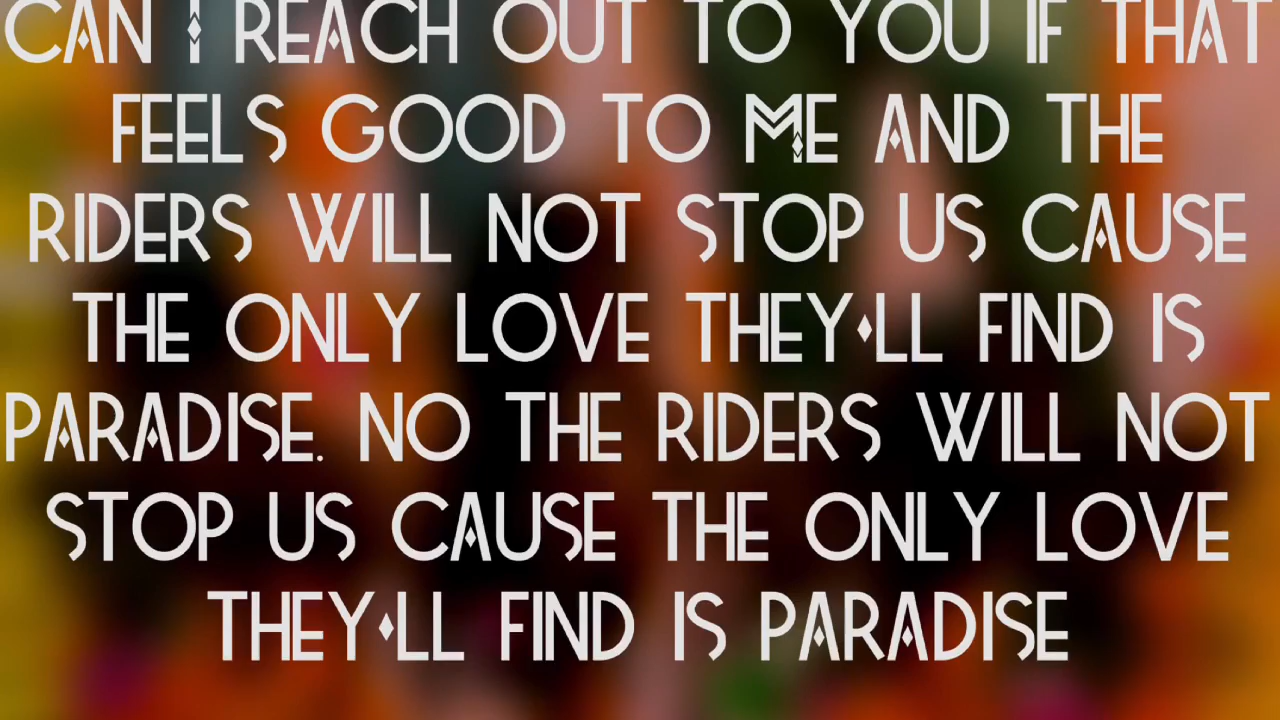 CAN I REACH OUT TO YOU IF THAT
FEELS GOOD TO ME AND THE
RIDERS WILL NOT STOP US CAUSE
THE ONLY LOVE THEY'LL FIND IS
PARADISE. NO THE RIDERS WILL NOT
STOP US CAUSE THE ONLY LOVE
THEY'LL FIND IS PARADISE